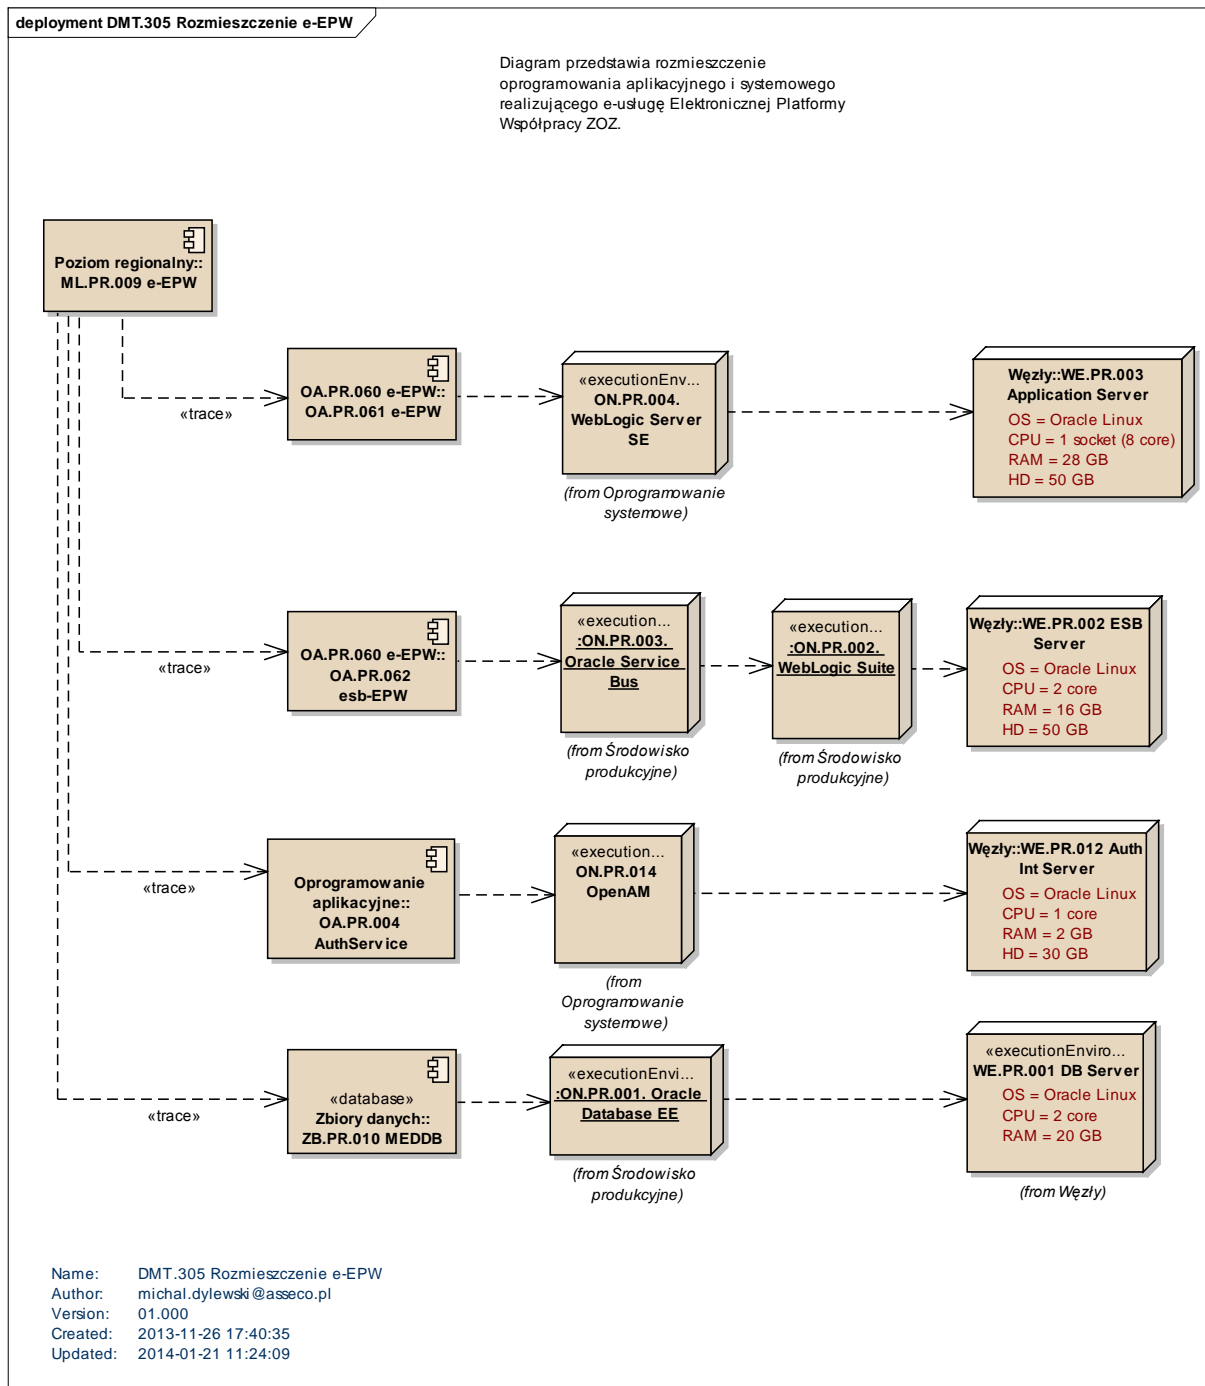 deployment DMT.305 Rozmieszczenie e-EPW
Diagram przedstawia rozmieszczenie
oprogramowania aplikacyjnego i systemowego
realizującego e-usługę Elektronicznej Platformy
Współpracy ZOZ.
Poziom regionalny::
ML.PR.009 e-EPW
«trace»
OA.PR.060 e-EPW::
OA.PR.061 e-EPW
«executionEnv...
ON.PR.004.
WebLogic Server
SE
(from Oprogramowanie
systemowe)
Węzły::WE.PR.003
Application Server
OS = Oracle Linux
CPU = 1 socket (8 core)
RAM = 28 GB
HD = 50 GB
«trace»
OA.PR.060 e-EPW::
OA.PR.062
esb-EPW
«execution...
:ON.PR.003.
Oracle Service
Bus
(from Środowisko
produkcyjne)
«execution...
:ON.PR.002.
WebLogic Suite
(from Środowisko
produkcyjne)
Węzły::WE.PR.002 ESB
Server
OS = Oracle Linux
CPU = 2 core
RAM = 16 GB
HD = 50 GB
«trace»
Oprogramowanie
aplikacyjne::
OA.PR.004
AuthService
«execution...
ON.PR.014
OpenAM
(from
Oprogramowanie
systemowe)
Węzły::WE.PR.012 Auth
Int Server
OS = Oracle Linux
CPU = 1 core
RAM = 2 GB
HD = 30 GB
«trace»
«database»
Zbiory danych::
ZB.PR.010 MEDDB
«executionEnvi...
:ON.PR.001. Oracle
Database EE
(from Środowisko
produkcyjne)
«executionEnviro...
WE.PR.001 DB Server
OS = Oracle Linux
CPU = 2 core
RAM = 20 GB
(from Węzły)
Name: DMT.305 Rozmieszczenie e-EPW
Author: michal.dylewski@asseco.pl
Version: 01.000
Created: 2013-11-26 17:40:35
Updated: 2014-01-21 11:24:09